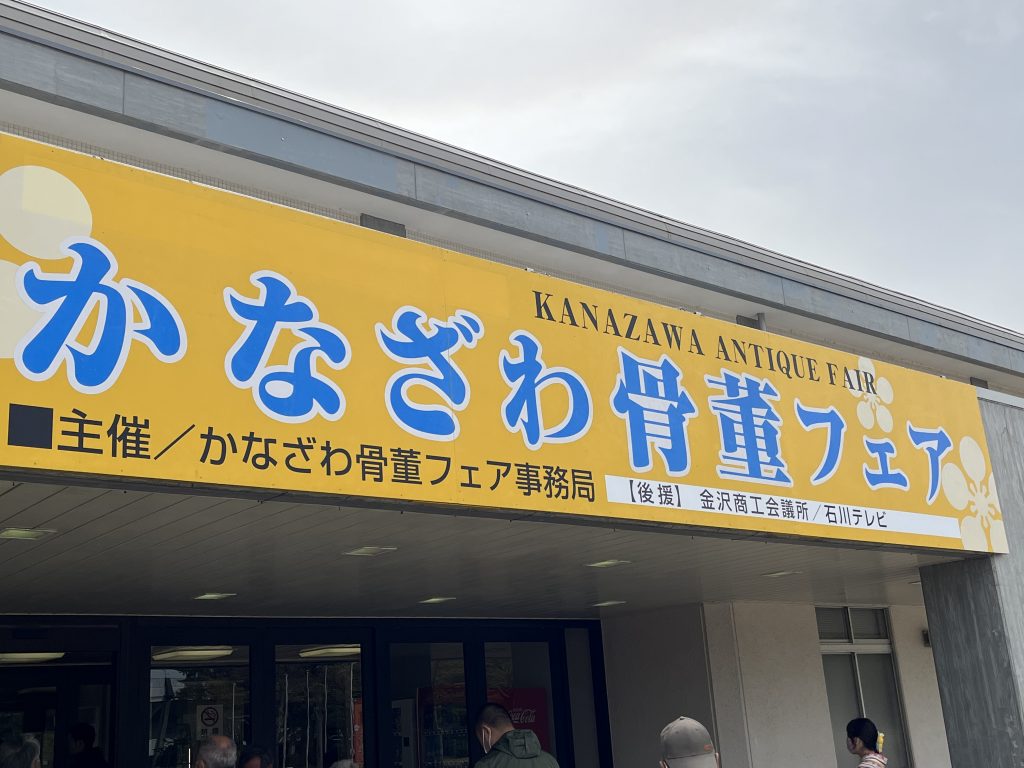 KANAZAWA ANTIQUE FAIR
かなざわ骨董フェア
■主催／かなざわ骨董フェア事務局
【後援】 金沢商工会議所／石川テレビ
Coca-Cola